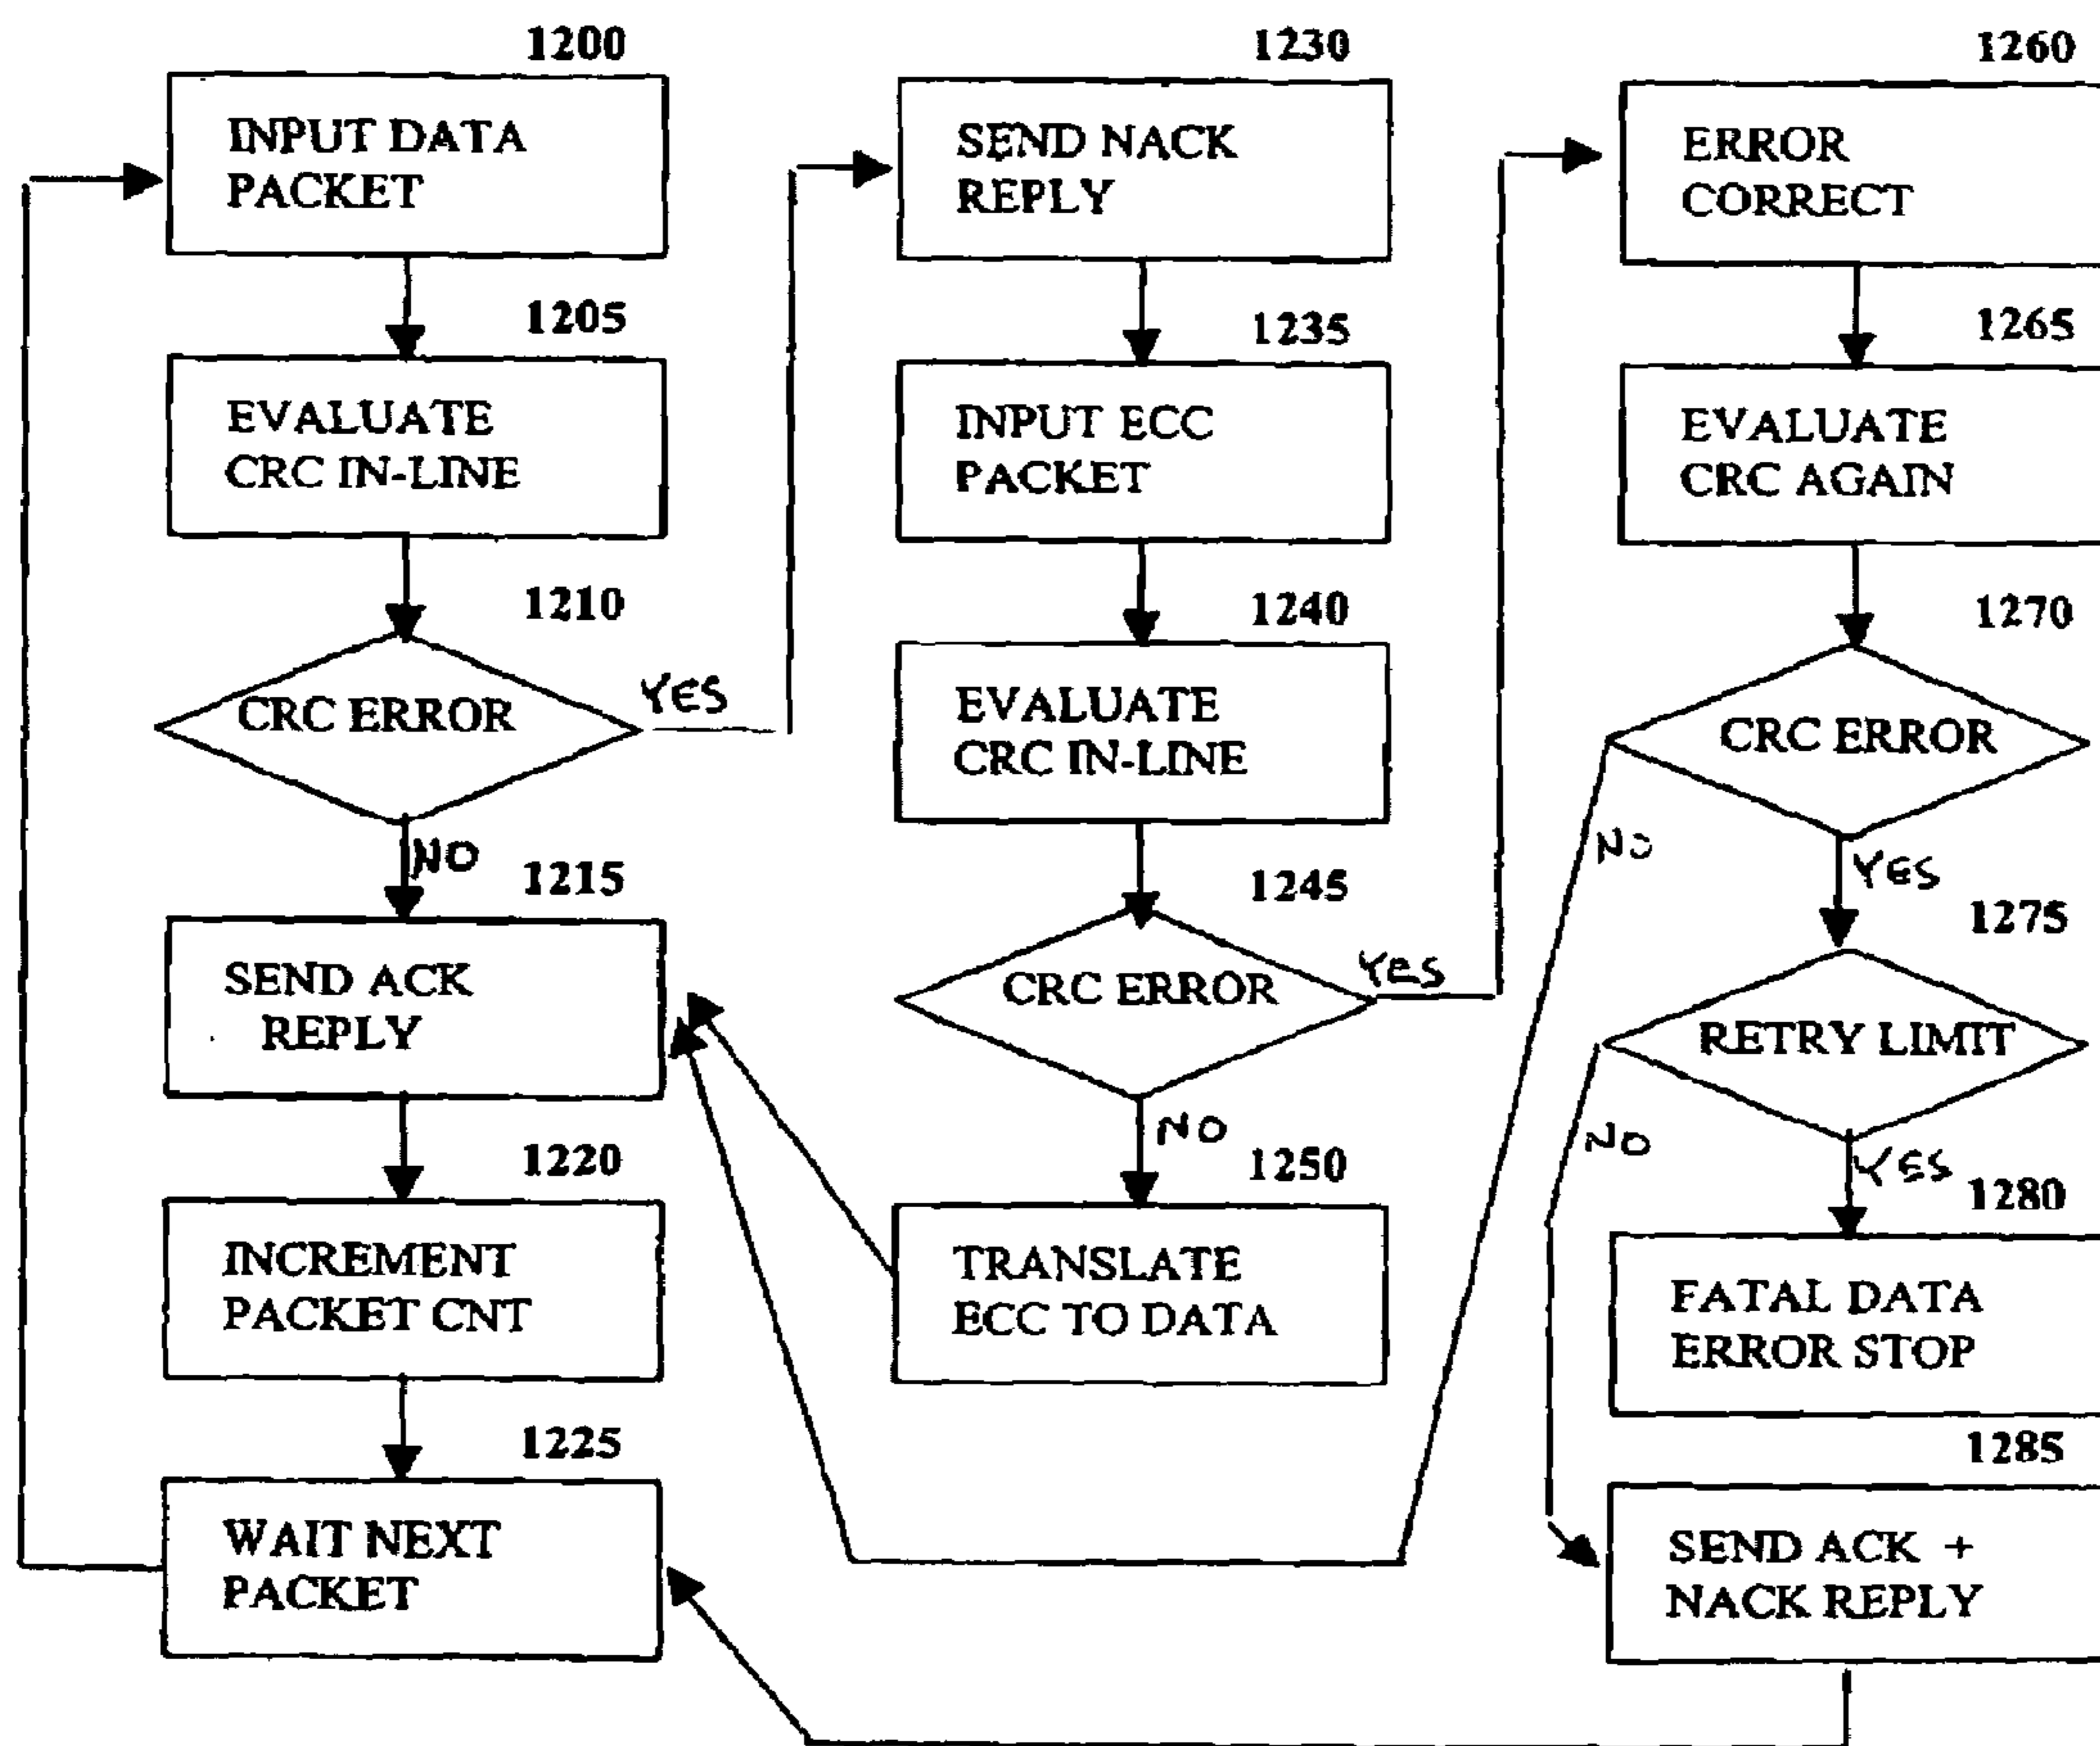 1200
INPUT DATA
PACKET
1205
EVALUATE
CRC IN-LINE
1210
CRC ERROR
YES
NO
1215
SEND ACK
REPLY
1220
INCREMENT
PACKET CNT
1225
WAIT NEXT
PACKET
1230
SEND NACK
REPLY
1235
INPUT ECC
PACKET
1240
EVALUATE
CRC IN-LINE
1245
CRC ERROR
YES
NO
1250
TRANSLATE
ECC TO DATA
1260
ERROR
CORRECT
1265
EVALUATE
CRC AGAIN
1270
CRC ERROR
NO
YES
1275
RETRY LIMIT
NO
YES
1280
FATAL DATA
ERROR STOP
1285
SEND ACK +
NACK REPLY